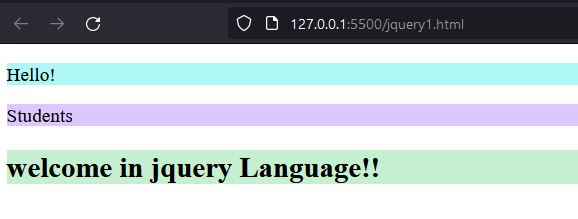 127.0.0.1:5500/jquery1.html
Hello!
Students
welcome in jquery Language!!